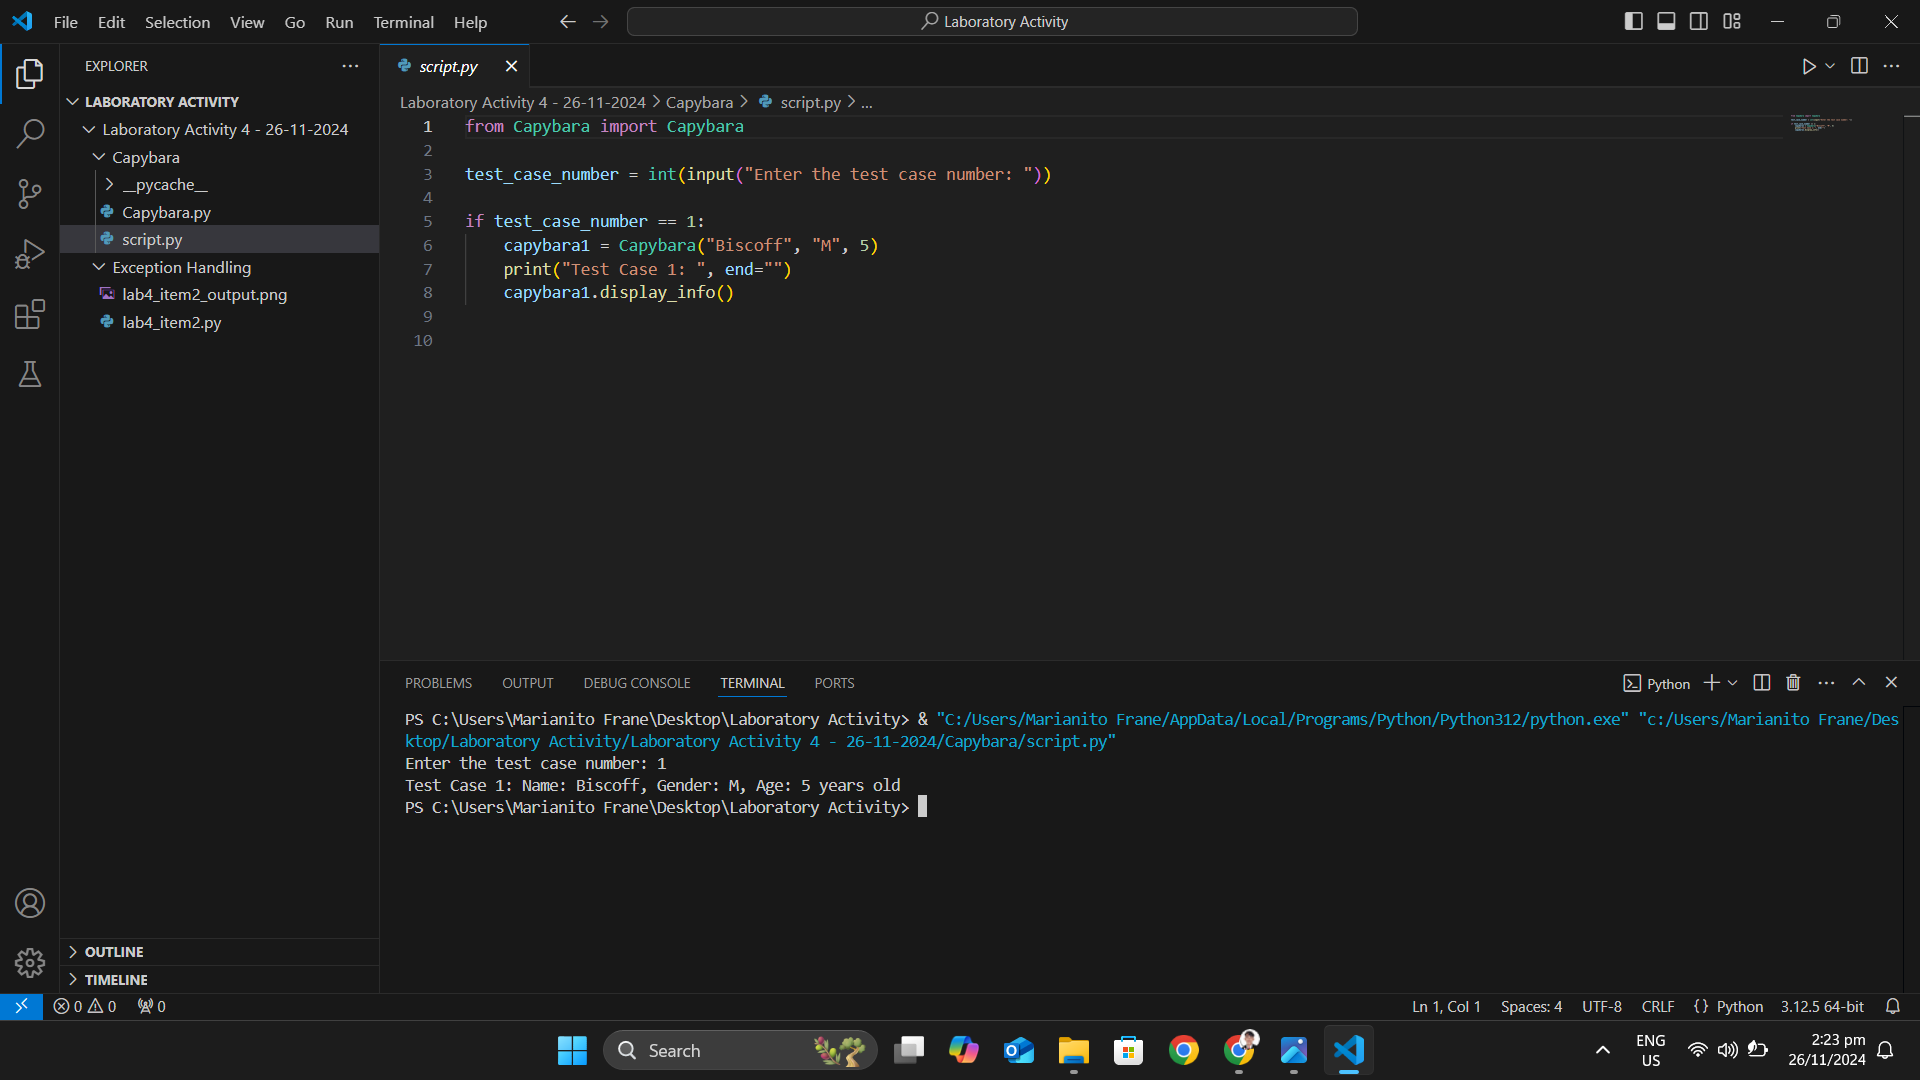 File Edit Selection View Go Run Terminal Help
Laboratory Activity
EXPLORER
LABORATORY ACTIVITY
Laboratory Activity 4 - 26-11-2024
Capybara
__pycache__
Capybara.py
script.py
Exception Handling
lab4_item2_output.png
lab4_item2.py
OUTLINE
TIMELINE
script.py
Laboratory Activity 4 - 26-11-2024 > Capybara > script.py > ...
1 from Capybara import Capybara
2
3 test_case_number = int(input("Enter the test case number: "))
4
5 if test_case_number == 1:
6 capybara1 = Capybara("Biscoff", "M", 5)
7 print("Test Case 1: ", end="")
8 capybara1.display_info()
9
10
PROBLEMS OUTPUT DEBUG CONSOLE TERMINAL PORTS
Python
PS C:\Users\Marianito Frane\Desktop\Laboratory Activity> & "C:/Users/Marianito Frane/AppData/Local/Programs/Python/Python312/python.exe" "c:/Users/Marianito Frane/Des
ktop/Laboratory Activity/Laboratory Activity 4 - 26-11-2024/Capybara/script.py"
Enter the test case number: 1
Test Case 1: Name: Biscoff, Gender: M, Age: 5 years old
PS C:\Users\Marianito Frane\Desktop\Laboratory Activity>
0 0 0
Ln 1, Col 1 Spaces: 4 UTF-8 CRLF {} Python 3.12.5 64-bit
Search
ENG
US
2:23 pm
26/11/2024